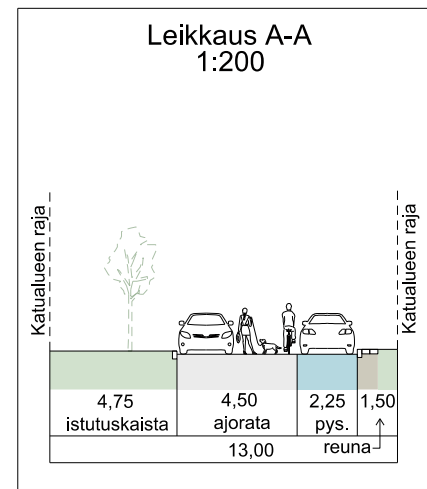 Leikkaus A-A
1:200
Katualueen raja
Katualueen raja
4,75
istutuskaista
4,50
ajorata
2,25
pys.
1,50
reuna
13,00